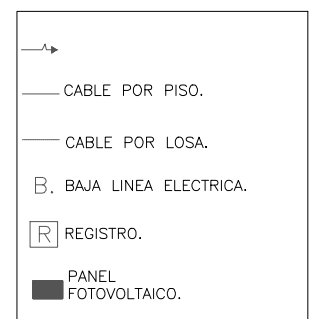 CABLE POR PISO.
CABLE POR LOSA.
B. BAJA LINEA ELECTRICA.
R REGISTRO.
PANEL
FOTOVOLTAICO.